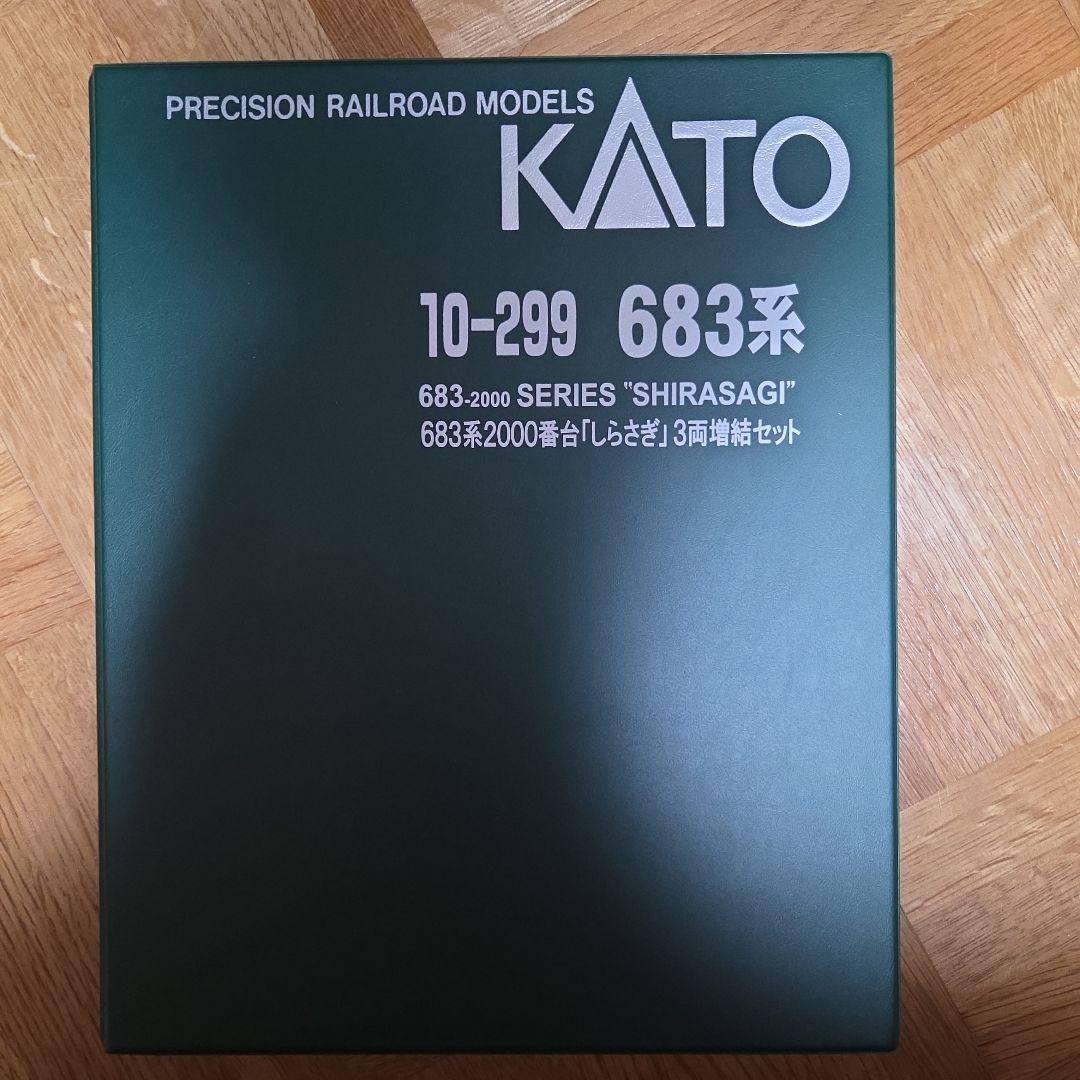 PRECISION RAILROAD MODELS
KATO
10-299 683系
683-2000 SERIES "SHIRASAGI"
683系2000番台「しらさぎ」3両増結セット